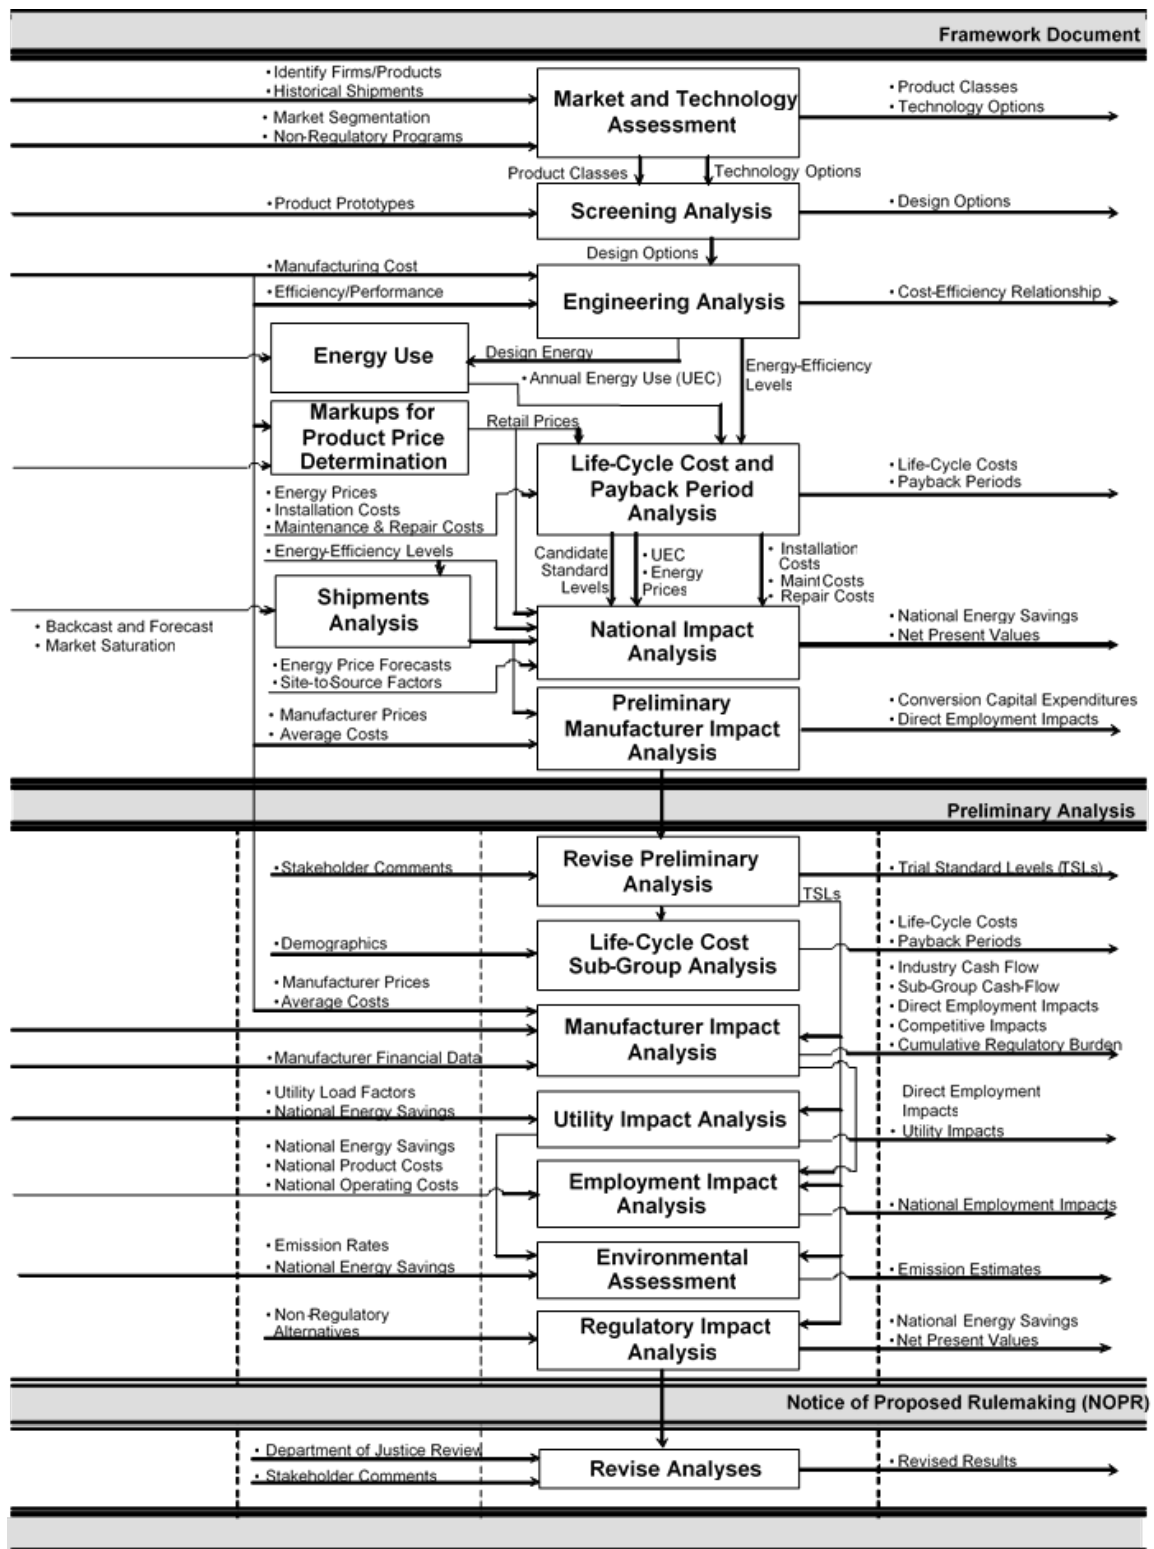 Framework Document
• Identify Firms/Products
• Historical Shipments
• Market Segmentation
• Non-Regulatory Programs
Market and Technology
Assessment
• Product Classes
• Technology Options
Product Classes
Technology Options
• Product Prototypes
Screening Analysis
• Design Options
Design Options
• Manufacturing Cost
• Efficiency/Performance
Engineering Analysis
• Cost-Efficiency Relationship
Energy Use
Design Energy
• Annual Energy Use (UEC)
Energy-Efficiency
Levels
Markups for
Product Price
Determination
Retail Prices
Life-Cycle Cost and
Payback Period
Analysis
• Life-Cycle Costs
• Payback Periods
• Energy Prices
• Installation Costs
• Maintenance & Repair Costs
• Energy-Efficiency Levels
Candidate
Standard
Levels
• UEC
• Energy
Prices
• Installation
Costs
• Maint Costs
• Repair Costs
Shipments
Analysis
• Backcast and Forecast
• Market Saturation
National Impact
Analysis
• National Energy Savings
• Net Present Values
• Energy Price Forecasts
• Site-to-Source Factors
• Manufacturer Prices
• Average Costs
Preliminary
Manufacturer Impact
Analysis
• Conversion Capital Expenditures
• Direct Employment Impacts
Preliminary Analysis
• Stakeholder Comments
Revise Preliminary
Analysis
• Trial Standard Levels (TSLs)
TSLs
• Demographics
Life-Cycle Cost
Sub-Group Analysis
• Life-Cycle Costs
• Payback Periods
• Manufacturer Prices
• Average Costs
• Manufacturer Financial Data
Manufacturer Impact
Analysis
• Industry Cash Flow
• Sub-Group Cash-Flow
• Direct Employment Impacts
• Competitive Impacts
• Cumulative Regulatory Burden
• Utility Load Factors
• National Energy Savings
Utility Impact Analysis
Direct Employment
Impacts
• Utility Impacts
• National Energy Savings
• National Product Costs
• National Operating Costs
Employment Impact
Analysis
• National Employment Impacts
• Emission Rates
• National Energy Savings
Environmental
Assessment
• Emission Estimates
• Non-Regulatory
Alternatives
Regulatory Impact
Analysis
• National Energy Savings
• Net Present Values
Notice of Proposed Rulemaking (NOPR)
• Department of Justice Review
• Stakeholder Comments
Revise Analyses
• Revised Results